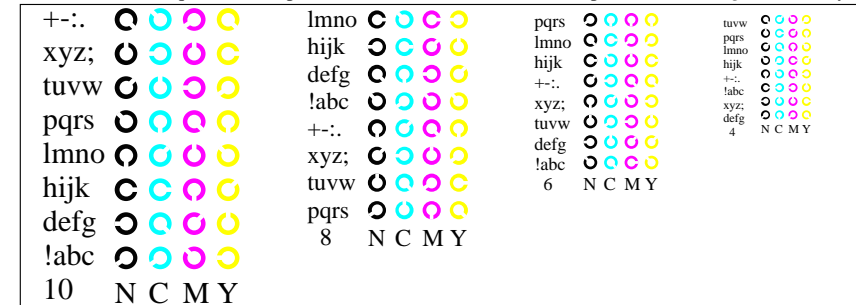 +-:.
xyz;
tuvw
pqrs
lmno
hijk
defg
!abc
10 N C M Y
lmno
hijk
defg
!abc
+-:.
xyz;
tuvw
pqrs
8 N C M Y
pqrs
lmno
hijk
+-:.
xyz;
tuvw
defg
!abc
6 N C M Y
tuvw
pqrs
lmno
hijk
+-:.
!abc
xyz;
defg
4 N C M Y